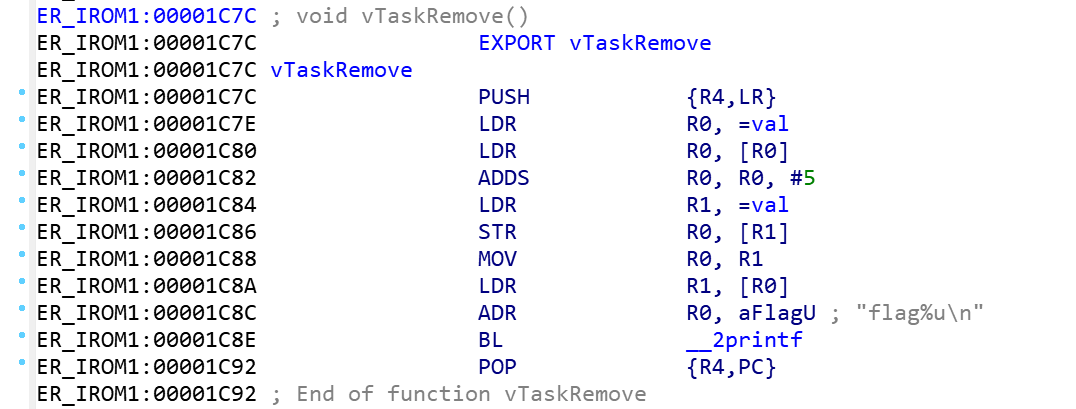 ER_IROM1:00001C7C ; void vTaskRemove()
ER_IROM1:00001C7C EXPORT vTaskRemove
ER_IROM1:00001C7C vTaskRemove
ER_IROM1:00001C7C PUSH {R4,LR}
ER_IROM1:00001C7E LDR R0, =val
ER_IROM1:00001C80 LDR R0, [R0]
ER_IROM1:00001C82 ADDS R0, R0, #5
ER_IROM1:00001C84 LDR R1, =val
ER_IROM1:00001C86 STR R0, [R1]
ER_IROM1:00001C88 MOV R0, R1
ER_IROM1:00001C8A LDR R1, [R0]
ER_IROM1:00001C8C ADR R0, aFlagU ; "flag%u\n"
ER_IROM1:00001C8E BL __2printf
ER_IROM1:00001C92 POP {R4,PC}
ER_IROM1:00001C92 ; End of function vTaskRemove